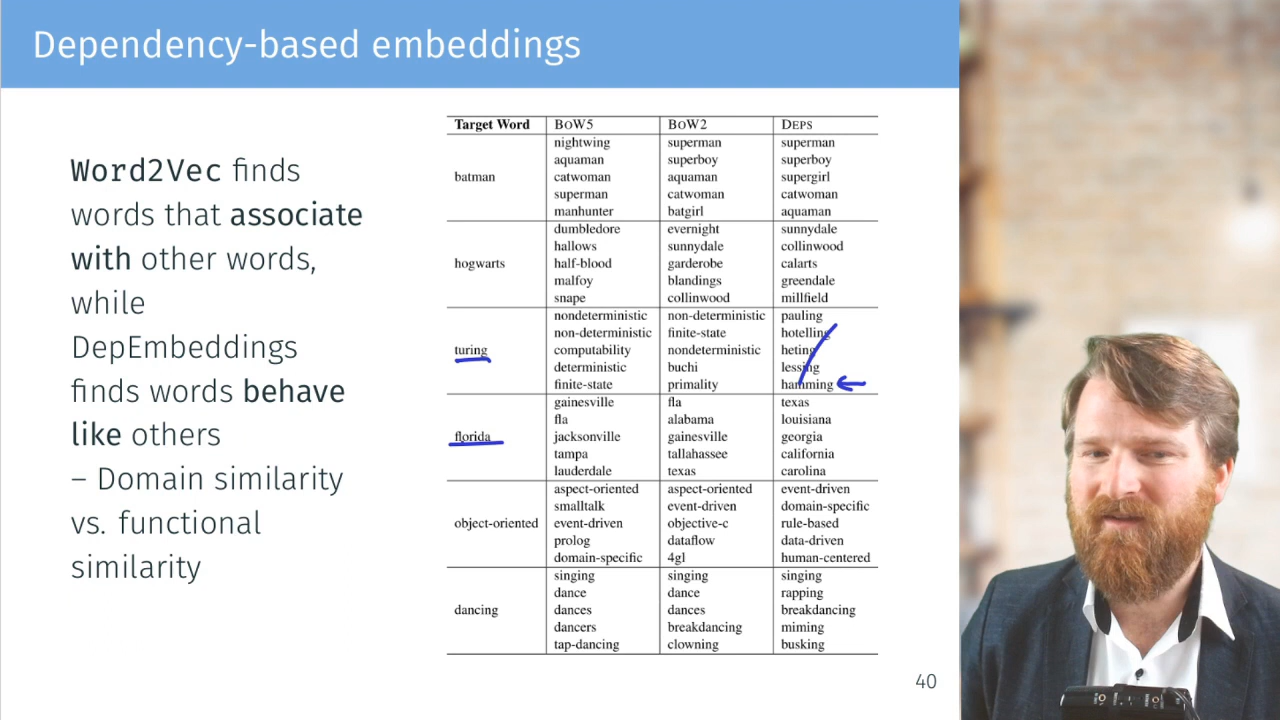 Dependency-based embeddings
Word2Vec finds
words that associate
with other words,
while
DepEmbeddings
finds words behave
like others
– Domain similarity
vs. functional
similarity
Target Word BOW5 BOW2 DEPS
batman
nightwing superman superman
aquaman superboy superboy
catwoman aquaman supergirl
superman catwoman catwoman
manhunter batgirl aquaman
hogwarts
dumbledore evernight sunnydale
hallows sunnydale collinwood
half-blood garderobe calarts
malfoy blandings greendale
snape collinwood millfield
turing
nondeterministic non-deterministic pauling
non-deterministic finite-state hotelling
computability nondeterministic heting
deterministic buchi lessing
finite-state primality hamming
florida
gainesville fla texas
fla alabama louisiana
jacksonville gainesville georgia
tampa tallahassee california
lauderdale texas carolina
object-oriented
aspect-oriented aspect-oriented event-driven
smalltalk event-driven domain-specific
event-driven objective-c rule-based
prolog dataflow data-driven
domain-specific 4gl human-centered
dancing
singing singing singing
dance dance rapping
dances dances breakdancing
dancers breakdancing miming
tap-dancing clowning busking
40